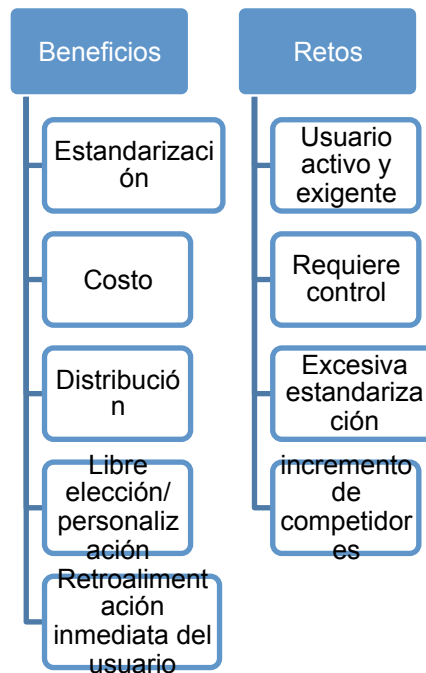 Beneficios
Estandarizaci
ón
Costo
Distribució
n
Libre
elección/
personaliz
ación
Retroaliment
ación
inmediata del
usuario
Retos
Usuario
activo y
exigente
Requiere
control
Excesiva
estandariza
ción
incremento
de
competidor
es